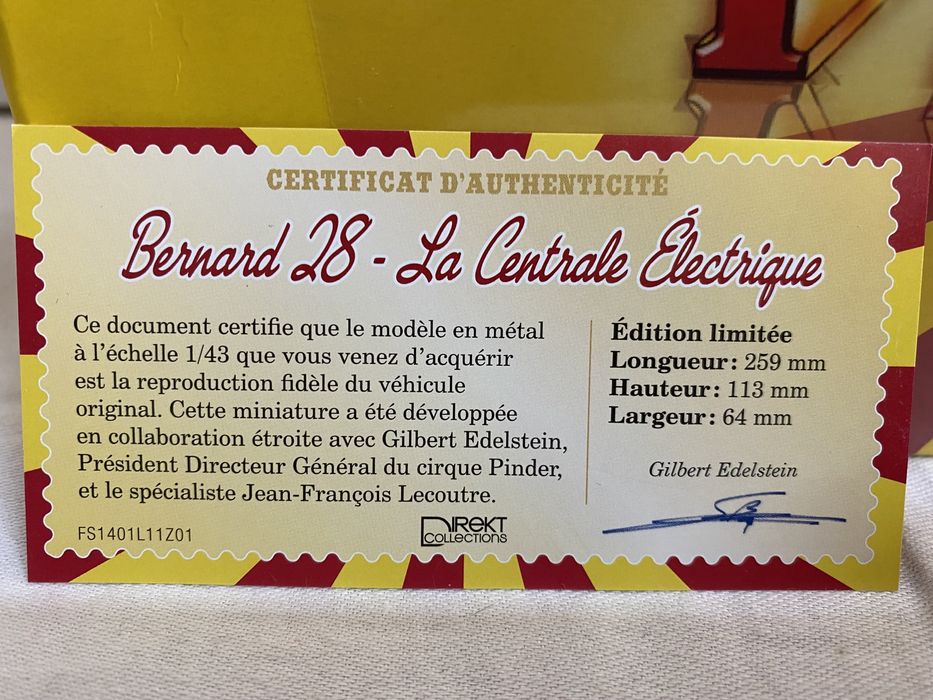 CERTIFICAT D'AUTHENTICITÉ
Bernard 28 - La Centrale Électrique
Ce document certifie que le modèle en métal
à l'échelle 1/43 que vous venez d'acquérir
est la reproduction fidèle du véhicule
original. Cette miniature a été développée
en collaboration étroite avec Gilbert Edelstein,
Président Directeur Général du cirque Pinder,
et le spécialiste Jean-François Lecoutre.
FS1401L11Z01
DIREKT
COLLECTIONS
Édition limitée
Longueur: 259 mm
Hauteur: 113 mm
Largeur: 64 mm
Gilbert Edelstein